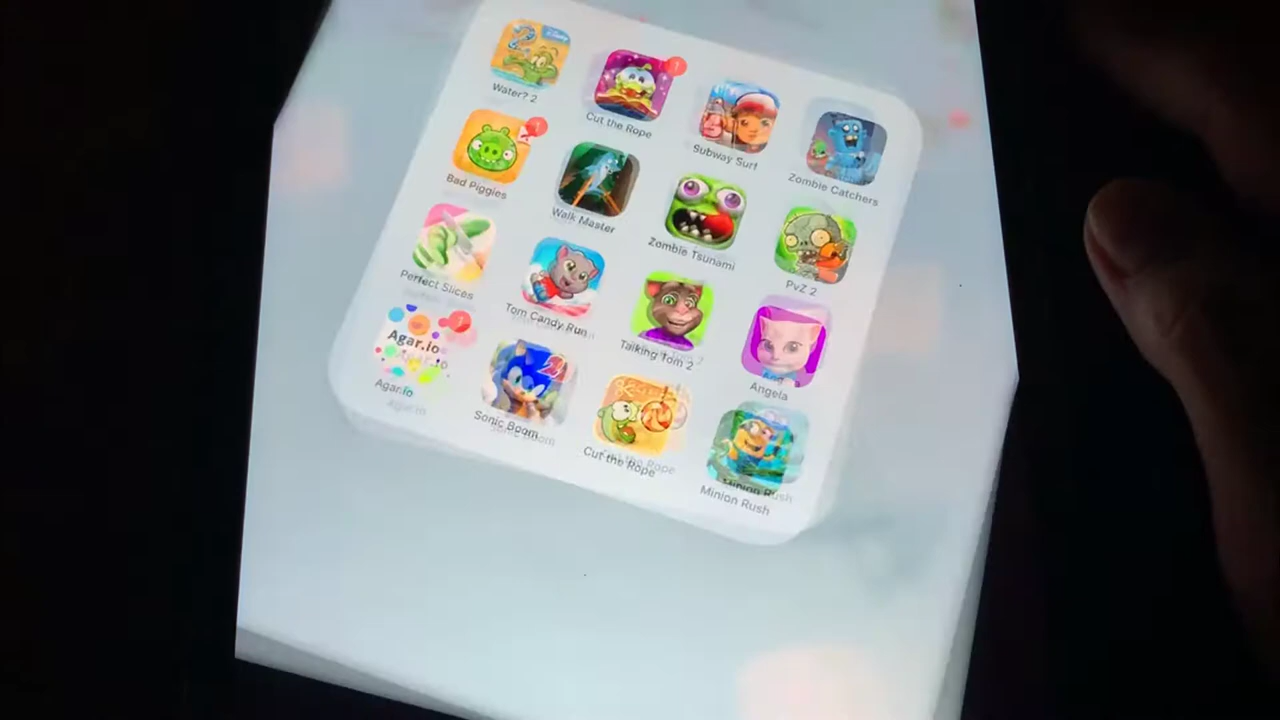 Water? 2
Cut the Rope
Subway Surf
Zombie Catchers
Bad Piggies
Walk Master
Zombie Tsunami
PvZ 2
Perfect Slices
Tom Candy Run
Talking Tom 2
Angela
Agar.io
Agar.io
Sonic Boom
Cut the Rope
Minion Rush